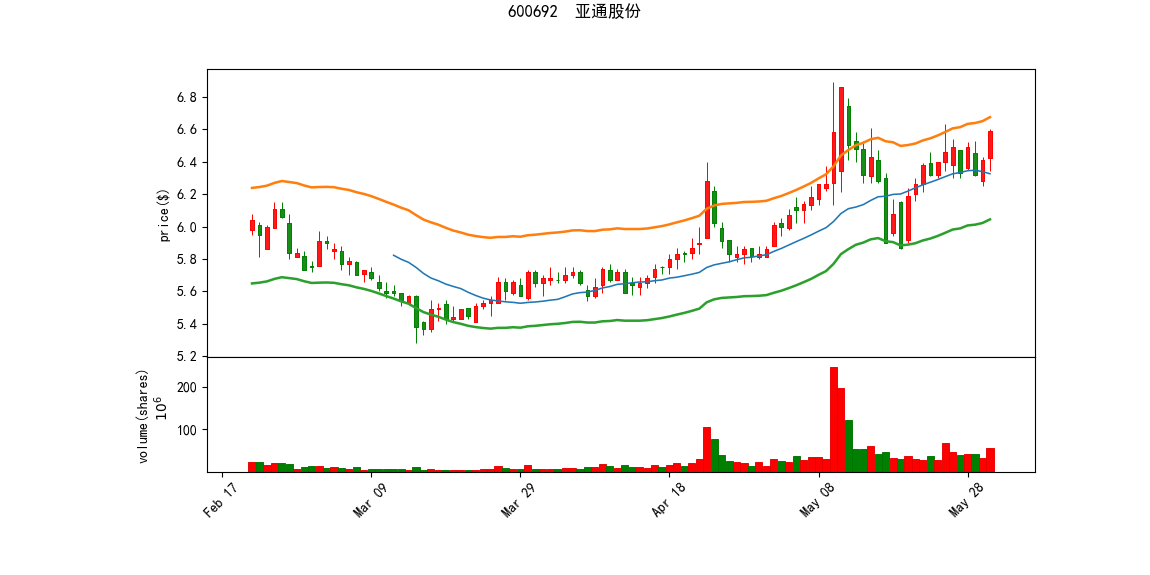 600692  亚通股份
price($)
6.8
6.6
6.4
6.2
6.0
5.8
5.6
5.4
5.2
volume(shares)
10^6
200
100
Feb 17
Mar 09
Mar 29
Apr 18
May 08
May 28